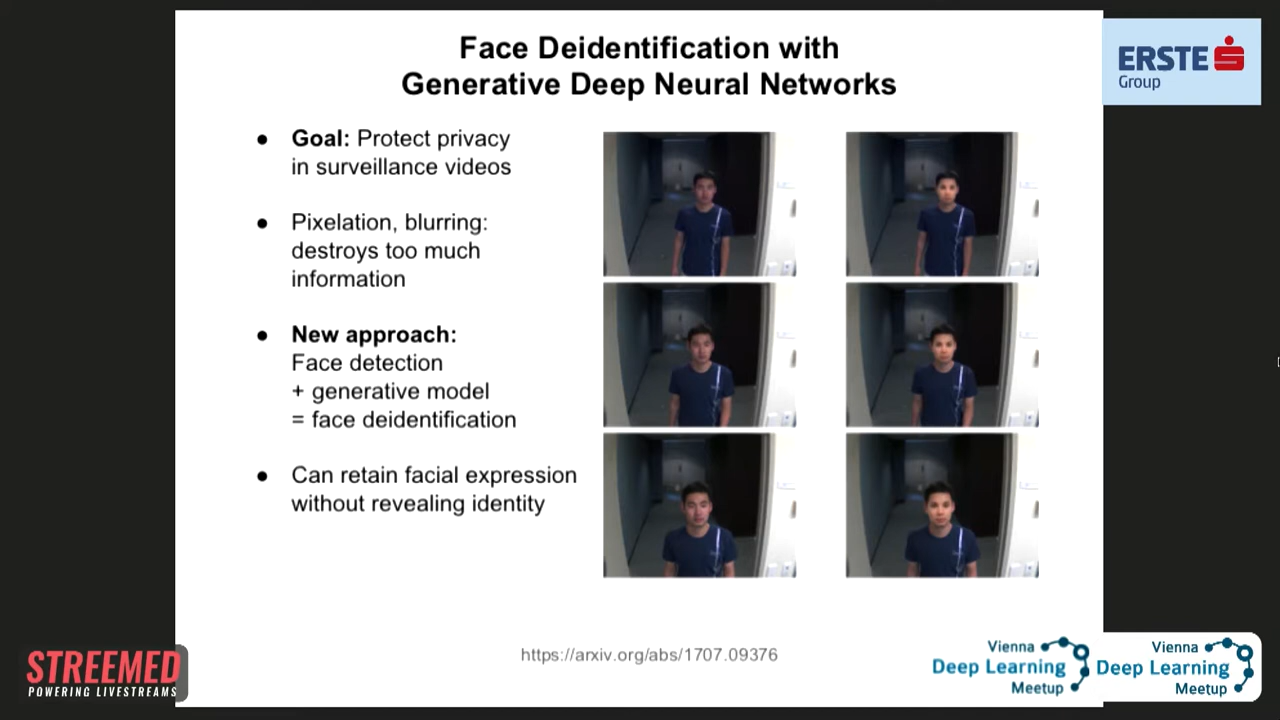 Face Deidentification with
Generative Deep Neural Networks
ERSTE
Group
● Goal: Protect privacy
in surveillance videos
● Pixelation, blurring:
destroys too much
information
● New approach:
Face detection
+ generative model
= face deidentification
● Can retain facial expression
without revealing identity
https://arxiv.org/abs/1707.09376
STREEMED
POWERING LIVESTREAMS
Vienna
Deep Learning
Meetup
Vienna
Deep Learning
Meetup